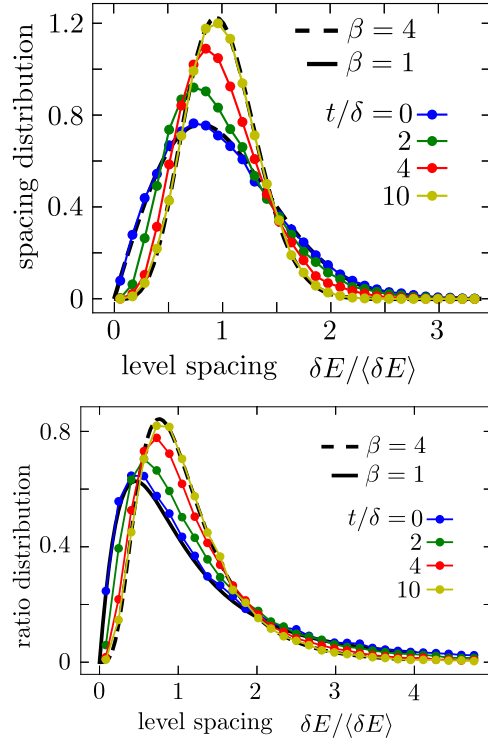 spacing distribution
1.2
0.8
0.4
0
β = 4
β = 1
t/δ = 0
2
4
10
0 1 2 3
level spacing δE/⟨δE⟩
ratio distribution
0.8
0.4
0
β = 4
β = 1
t/δ = 0
2
4
10
0 1 2 3 4
level spacing δE/⟨δE⟩